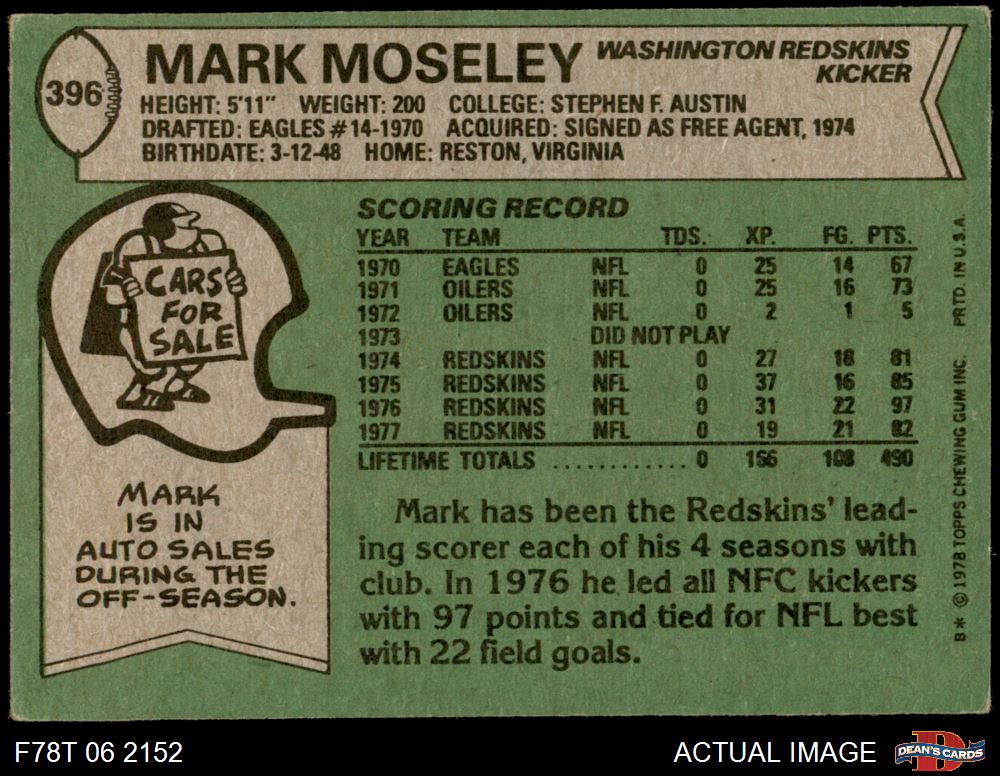 396
MARK MOSELEY WASHINGTON REDSKINS
KICKER
HEIGHT: 5'11" WEIGHT: 200 COLLEGE: STEPHEN F. AUSTIN
DRAFTED: EAGLES #14-1970 ACQUIRED: SIGNED AS FREE AGENT, 1974
BIRTHDATE: 3-12-48 HOME: RESTON, VIRGINIA
CARS
FOR
SALE
MARK
IS IN
AUTO SALES
DURING THE
OFF-SEASON.
SCORING RECORD
YEAR TEAM TDS. XP. FG. PTS.
1970 EAGLES NFL 0 25 14 67
1971 OILERS NFL 0 25 16 73
1972 OILERS NFL 0 2 1 5
1973 DID NOT PLAY
1974 REDSKINS NFL 0 27 18 81
1975 REDSKINS NFL 0 37 16 85
1976 REDSKINS NFL 0 31 22 97
1977 REDSKINS NFL 0 19 21 82
LIFETIME TOTALS ............ 0 166 108 490
Mark has been the Redskins' lead-
ing scorer each of his 4 seasons with
club. In 1976 he led all NFC kickers
with 97 points and tied for NFL best
with 22 field goals.
B* © 1978 TOPPS CHEWING GUM INC. PRTD. IN U.S.A.
F78T 06 2152 ACTUAL IMAGE DEAN'S CARDS